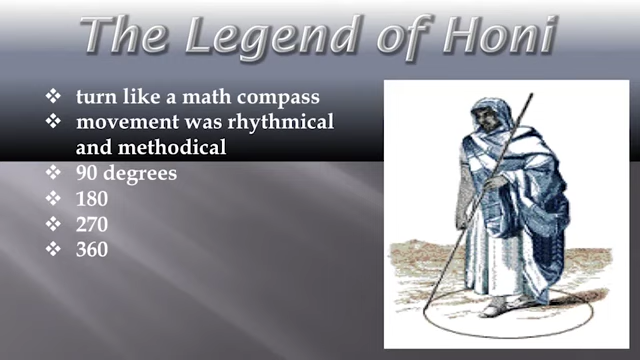 The Legend of Honi
❖ turn like a math compass
❖ movement was rhythmical
and methodical
❖ 90 degrees
❖ 180
❖ 270
❖ 360